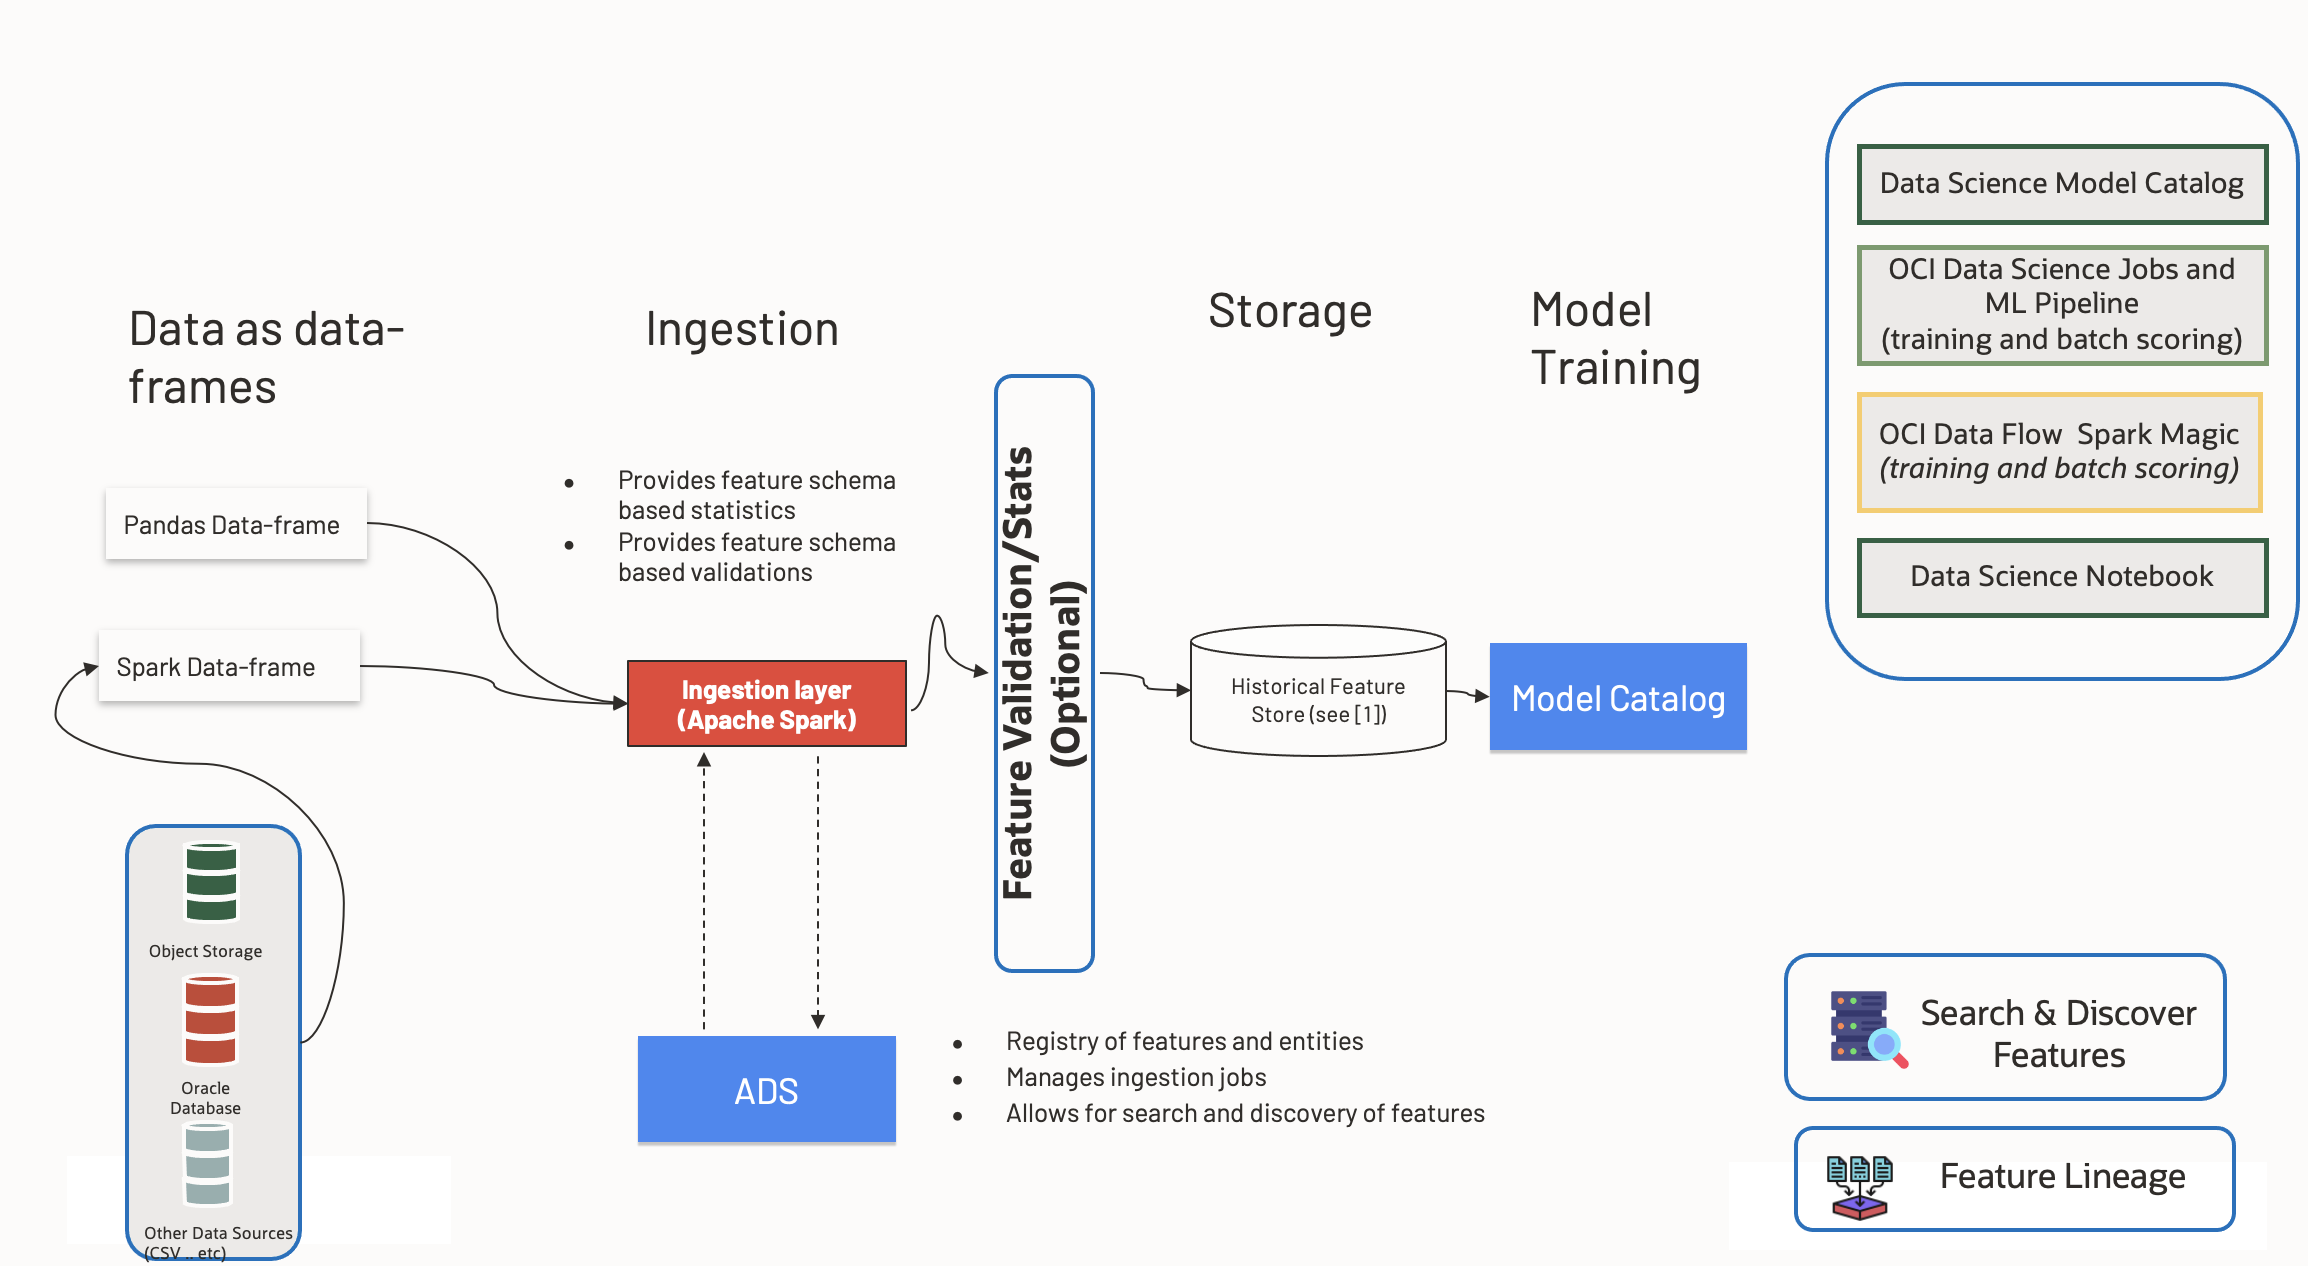 Data as data-
frames
Ingestion
Storage
Model
Training
Pandas Data-frame
Spark Data-frame
Object Storage
Oracle
Database
Other Data Sources
(CSV .. etc)
• Provides feature schema
based statistics
• Provides feature schema
based validations
Ingestion layer
(Apache Spark)
ADS
Feature Validation/Stats
(Optional)
• Registry of features and entities
• Manages ingestion jobs
• Allows for search and discovery of features
Historical Feature
Store (see [1])
Model Catalog
Data Science Model Catalog
OCI Data Science Jobs and
ML Pipeline
(training and batch scoring)
OCI Data Flow  Spark Magic
(training and batch scoring)
Data Science Notebook
Search & Discover
Features
Feature Lineage